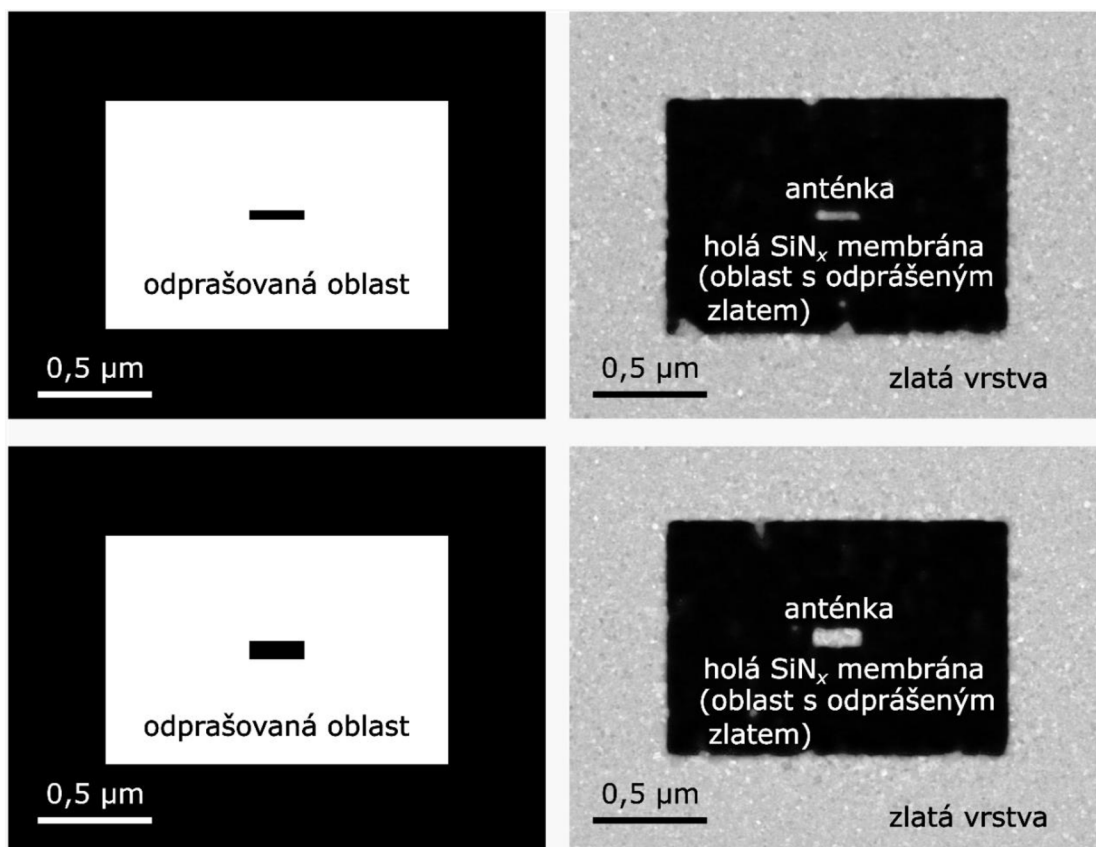 odprašovaná oblast
0,5 μm
anténka
holá SiNₓ membrána
(oblast s odprášeným
zlatem)
0,5 μm
zlatá vrstva
odprašovaná oblast
0,5 μm
anténka
holá SiNₓ membrána
(oblast s odprášeným
zlatem)
0,5 μm
zlatá vrstva